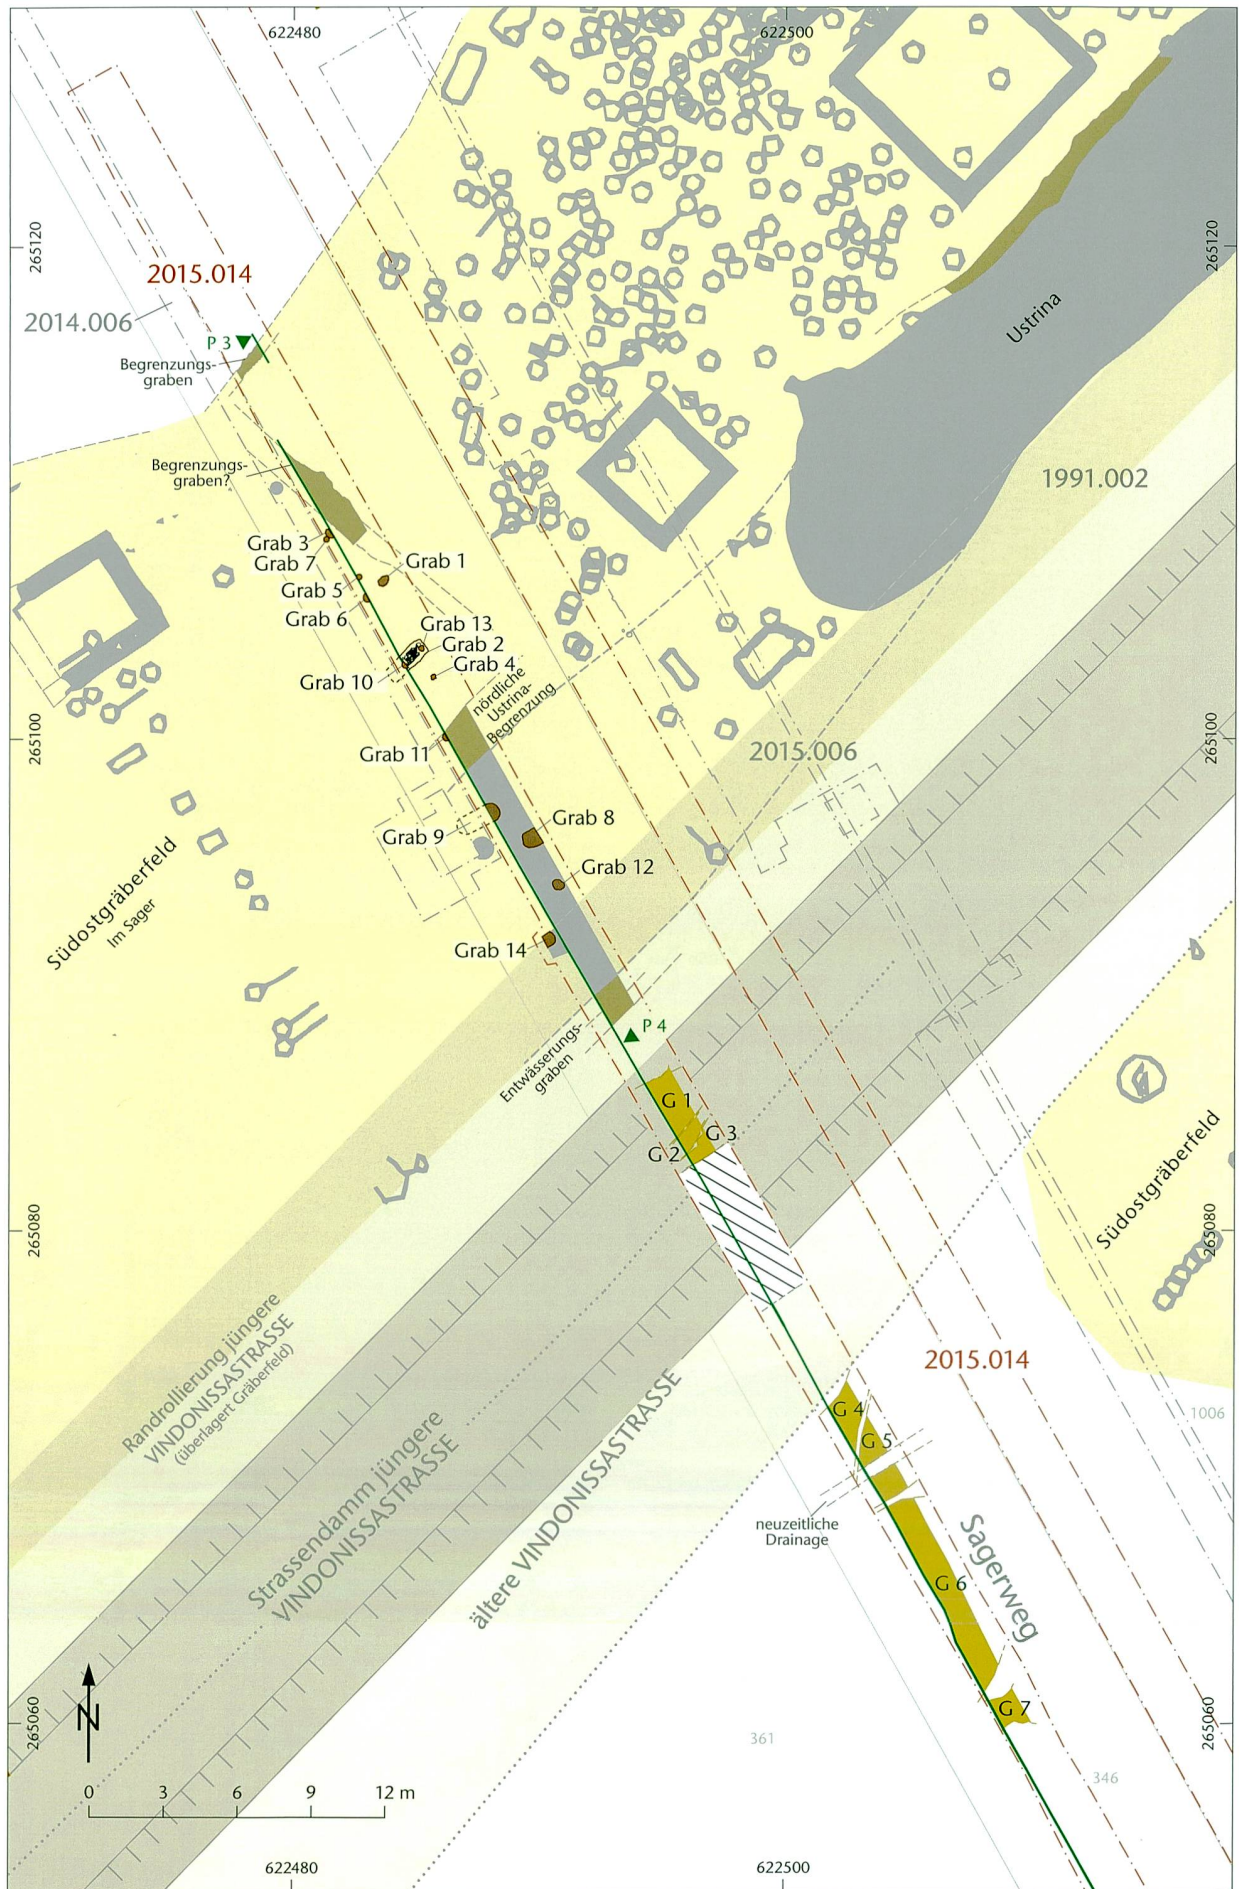 622480
622500
265120
265120
2015.014
2014.006
P 3
Begrenzungs-
graben
Ustrina
Begrenzungs-
graben?
1991.002
Grab 3
Grab 7
Grab 5
Grab 6
Grab 1
Grab 13
Grab 2
Grab 4
Grab 10
nördliche
Ustrina-
Begrenzung
265100
265100
Grab 11
2015.006
Grab 9
Grab 8
Grab 12
Grab 14
Südostgräberfeld
Im Sager
P 4
Entwässerungs-
graben
G 1
G 3
G 2
Südostgräberfeld
265080
265080
Randrollierung jüngere
VINDONISSASTRASSE
(überlagert Gräberfeld)
Strassendamm jüngere
VINDONISSASTRASSE
ältere VINDONISSASTRASSE
2015.014
1006
G 4
G 5
neuzeitliche
Drainage
Sagerweg
G 6
G 7
265060
265060
N
361
346
0 3 6 9 12 m
622480
622500